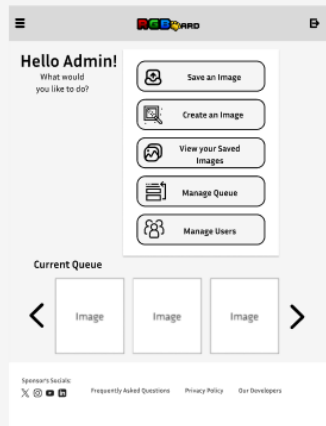 RGBoard
Hello Admin!
What would
you like to do?
Save an Image
Create an Image
View your Saved
Images
Manage Queue
Manage Users
Current Queue
Image
Image
Image
Sponsor's Socials:
Frequently Asked Questions
Privacy Policy
Our Developers